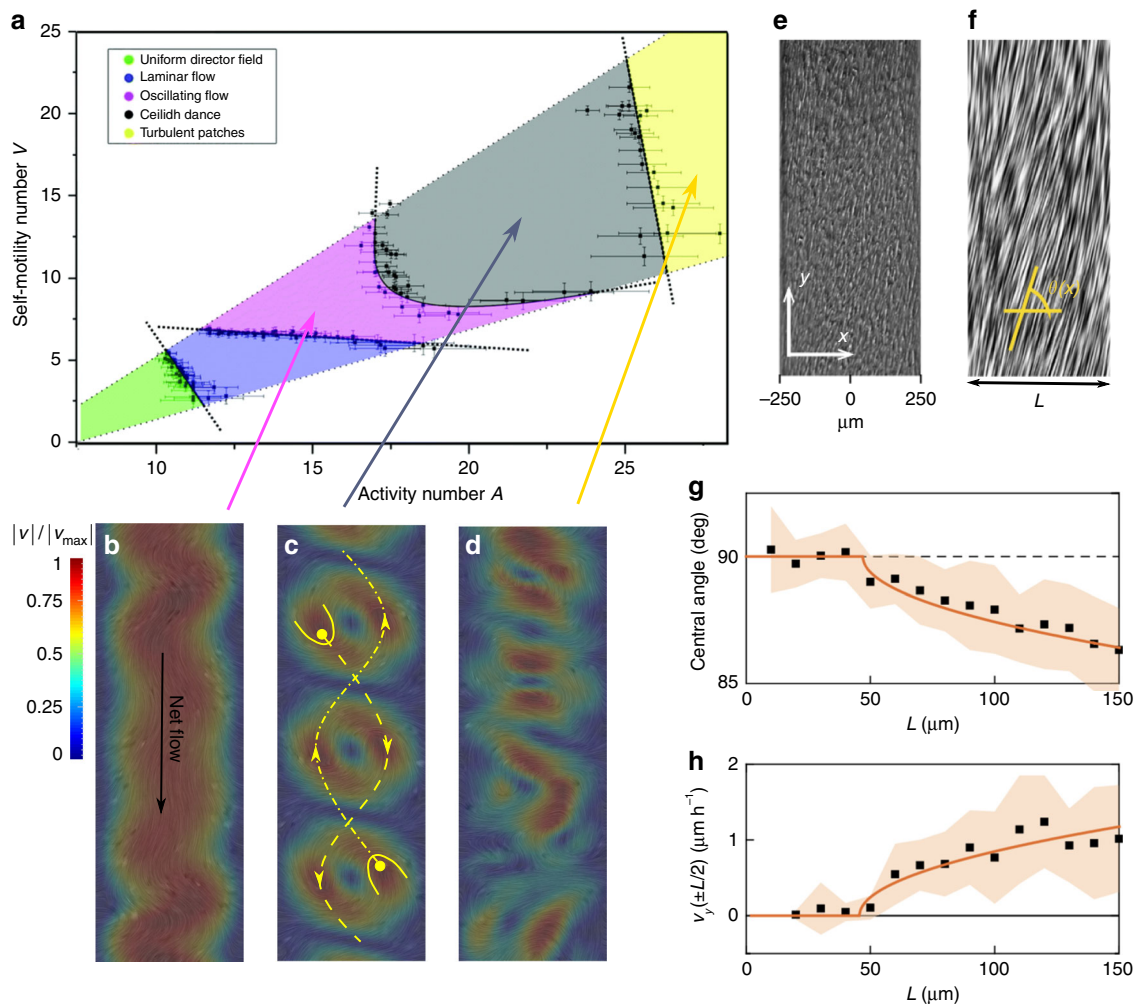 a
25
20
15
10
5
0
Self-motility number V
Uniform director field
Laminar flow
Oscillating flow
Ceilidh dance
Turbulent patches
10
15
20
25
Activity number A
|v| / |vmax|
1
0.75
0.5
0.25
0
b
Net flow
c
d
e
y
x
−250
0
250
μm
f
θ(x)
L
g
Central angle (deg)
90
85
0
50
100
150
L (μm)
h
vy(±L/2) (μm h⁻¹)
2
1
0
0
50
100
150
L (μm)